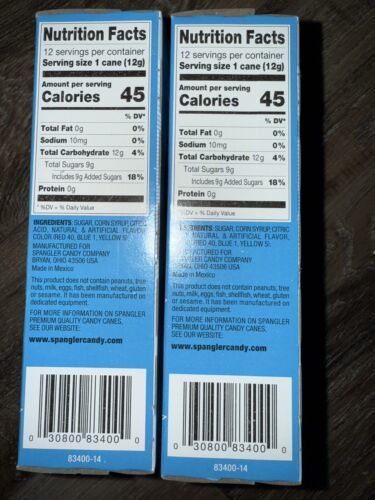 Nutrition Facts
12 servings per container
Serving size 1 cane (12g)
Amount per serving
Calories 45
% DV*
Total Fat 0g 0%
Sodium 10mg 0%
Total Carbohydrate 12g 4%
Total Sugars 9g
Includes 9g Added Sugars 18%
Protein 0g
*%DV = % Daily Value
INGREDIENTS: SUGAR, CORN SYRUP, CITRIC
ACID, NATURAL & ARTIFICIAL FLAVOR,
COLOR (RED 40, BLUE 1, YELLOW 5).
MANUFACTURED FOR
SPANGLER CANDY COMPANY
BRYAN, OHIO 43506 USA
Made in Mexico
This product does not contain peanuts, tree
nuts, milk, eggs, fish, shellfish, wheat, gluten
or sesame. It has been manufactured on
dedicated equipment.
FOR MORE INFORMATION ON SPANGLER
PREMIUM QUALITY CANDY CANES,
SEE OUR WEBSITE:
www.spanglercandy.com
0 30800 83400 0
83400-14
Nutrition Facts
12 servings per container
Serving size 1 cane (12g)
Amount per serving
Calories 45
% DV*
Total Fat 0g 0%
Sodium 10mg 0%
Total Carbohydrate 12g 4%
Total Sugars 9g
Includes 9g Added Sugars 18%
Protein 0g
*%DV = % Daily Value
SUGAR, CORN SYRUP, CITRIC
NATURAL & ARTIFICIAL FLAVOR,
(RED 40, BLUE 1, YELLOW 5).
FOR
SPANGLER CANDY COMPANY
BRYAN, OHIO 43506 USA
Made in Mexico
This product does not contain peanuts, tree
nuts, milk, eggs, fish, shellfish, wheat, gluten
or sesame. It has been manufactured on
dedicated equipment.
FOR MORE INFORMATION ON SPANGLER
PREMIUM QUALITY CANDY CANES,
SEE OUR WEBSITE:
www.spanglercandy.com
0 30800 83400 0
83400-14